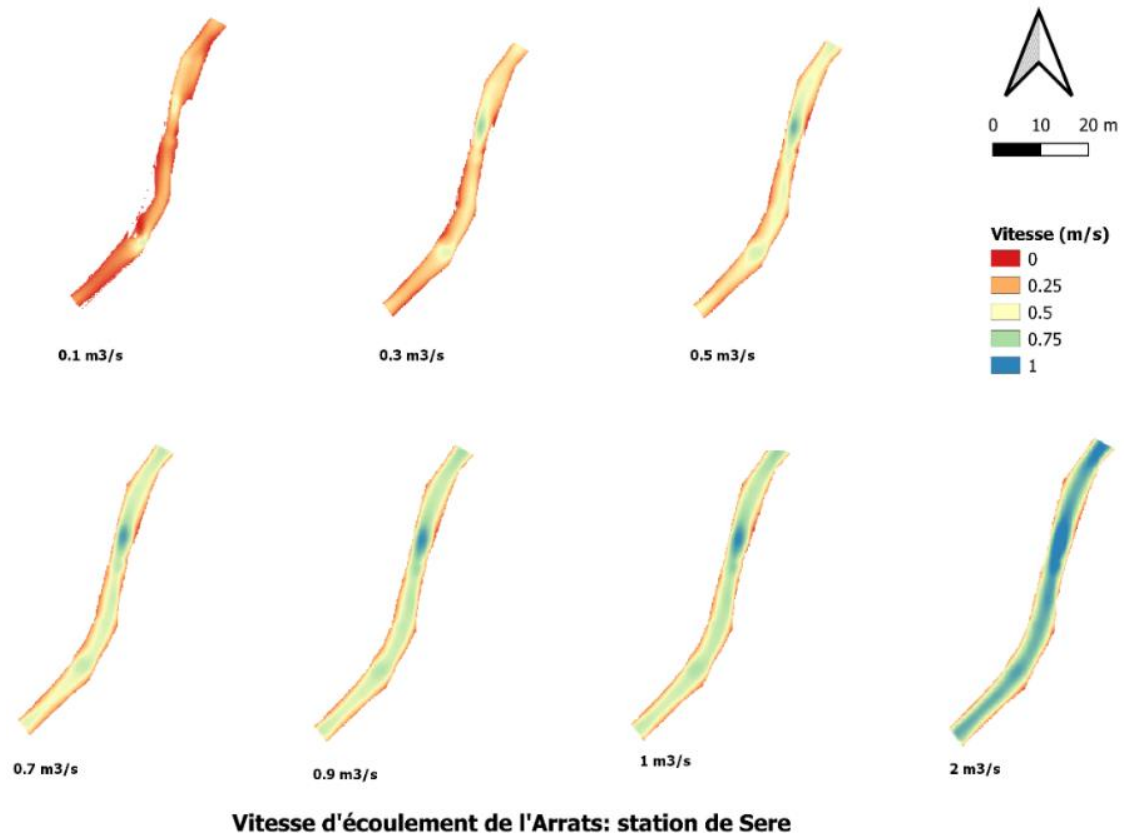 0 10 20 m
Vitesse (m/s)
0
0.25
0.5
0.75
1
0.1 m3/s
0.3 m3/s
0.5 m3/s
0.7 m3/s
0.9 m3/s
1 m3/s
2 m3/s
Vitesse d'écoulement de l'Arrats: station de Sere